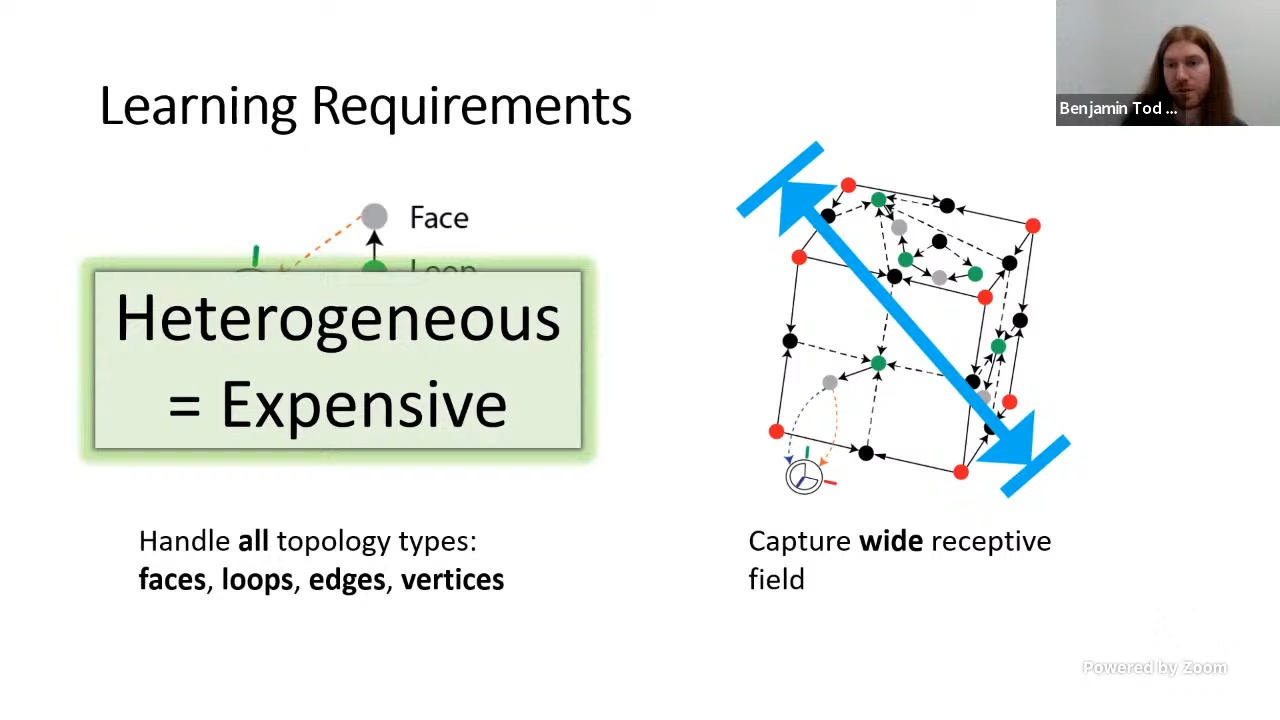 Learning Requirements
Benjamin Tod ...
Face
Loop
Heterogeneous
= Expensive
Handle all topology types:
faces, loops, edges, vertices
Capture wide receptive
field
Powered by Zoom